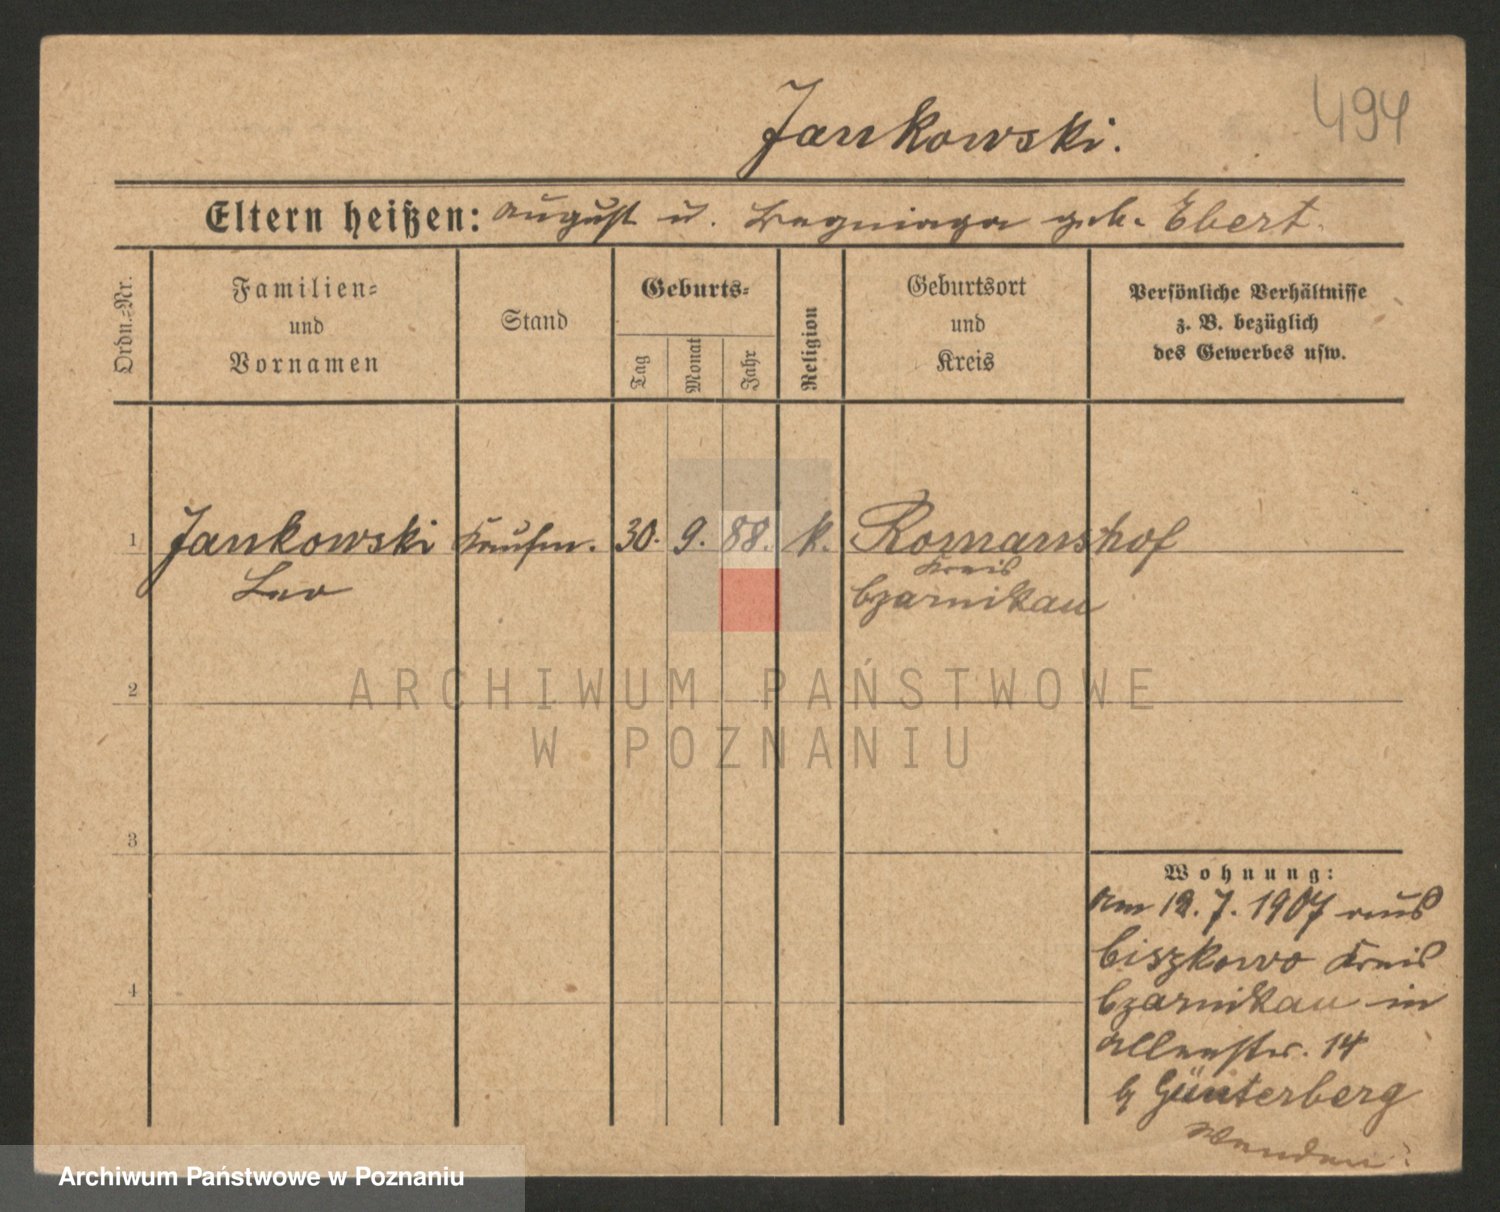 494
Jankowski.
Eltern heißen: August u. geb. Ebert.
Ordn.-Nr.
Familien-
und
Vornamen
Stand
Geburts-
Tag
Monat
Jahr
Religion
Geburtsort
und
Kreis
Persönliche Verhältnisse
z. B. bezüglich
des Gewerbes usw.
1 Jankowski Kaufm. 30. 9. 88. k. Romanshof
Leo
Kreis
Czarnikau
2
3
4
Wohnung:
Am 12. 7. 1907 aus
Ciszkowo Kreis
Czarnikau in
14
b Günterberg
ARCHIWUM PAŃSTWOWE
W POZNANIU
Archiwum Państwowe w Poznaniu